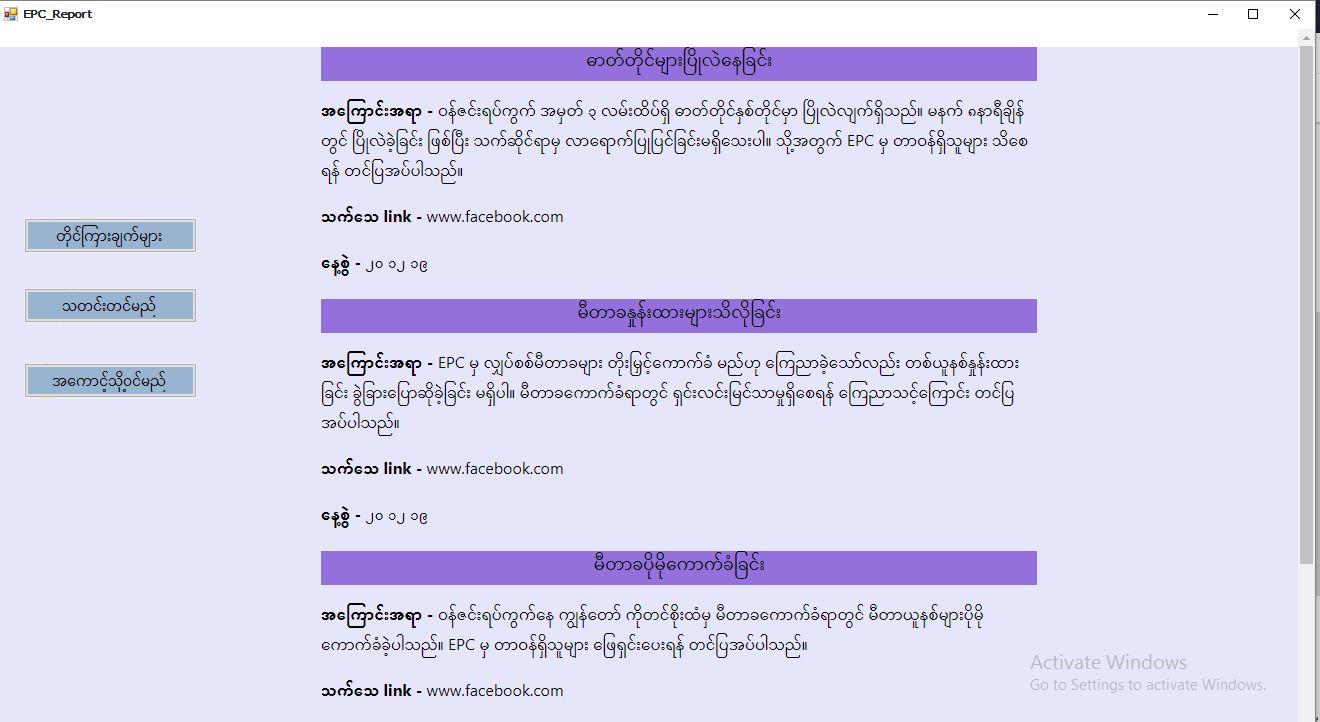 EPC_Report
ဓာတ်တိုင်များပြိုလဲနေခြင်း
အကြောင်းအရာ - ဝန်ဇင်းရပ်ကွက် အမှတ် ၃ လမ်းထိပ်ရှိ ဓာတ်တိုင်နှစ်တိုင်မှာ ပြိုလဲလျက်ရှိသည်။ မနက် ၈နာရီချိန်
တွင် ပြိုလဲခဲ့ခြင်း ဖြစ်ပြီး သက်ဆိုင်ရာမှ လာရောက်ပြုပြင်ခြင်းမရှိသေးပါ။ သို့အတွက် EPC မှ တာဝန်ရှိသူများ သိစေ
ရန် တင်ပြအပ်ပါသည်။
သက်သေ link - www.facebook.com
နေ့စွဲ - ၂၀ ၁၂ ၁၉
တိုင်ကြားချက်များ
သတင်းတင်မည်
အကောင့်သို့ဝင်မည်
မီတာခနှုန်းထားများသိလိုခြင်း
အကြောင်းအရာ - EPC မှ လျှပ်စစ်မီတာခများ တိုးမြှင့်ကောက်ခံ မည်ဟု ကြေညာခဲ့သော်လည်း တစ်ယူနစ်နှုန်းထား
ခြင်း ခွဲခြားပြောဆိုခဲ့ခြင်း မရှိပါ။ မီတာခကောက်ခံရာတွင် ရှင်းလင်းမြင်သာမှုရှိစေရန် ကြေညာသင့်ကြောင်း တင်ပြ
အပ်ပါသည်။
သက်သေ link - www.facebook.com
နေ့စွဲ - ၂၀ ၁၂ ၁၉
မီတာခပိုမိုကောက်ခံခြင်း
အကြောင်းအရာ - ဝန်ဇင်းရပ်ကွက်နေ ကျွန်တော် ကိုတင်စိုးထံမှ မီတာခကောက်ခံရာတွင် မီတာယူနစ်များပိုမို
ကောက်ခံခဲ့ပါသည်။ EPC မှ တာဝန်ရှိသူများ ဖြေရှင်းပေးရန် တင်ပြအပ်ပါသည်။
သက်သေ link - www.facebook.com
Activate Windows
Go to Settings to activate Windows.